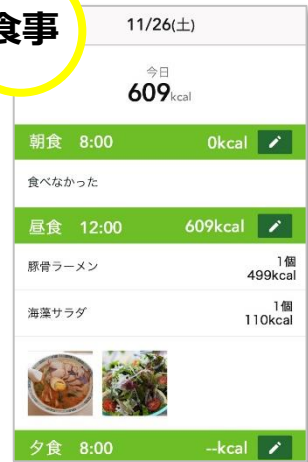 食事
11/26(土)
今日
609kcal
朝食 8:00 0kcal
食べなかった
昼食 12:00 609kcal
豚骨ラーメン 1個
499kcal
海藻サラダ 1個
110kcal
夕食 8:00 --kcal